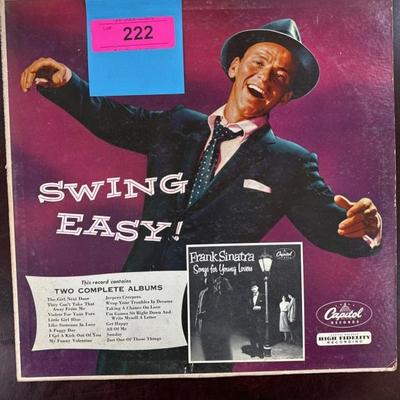 LOT
222
SWING
EASY!
This record contains
TWO COMPLETE ALBUMS
The Girl Next Door
They Can't Take That
Away From Me
Violets For Your Furs
Little Girl Blue
Like Someone In Love
A Foggy Day
I Get A Kick Out Of You
My Funny Valentine
Jeepers Creepers
Wrap Your Troubles In Dreams
Taking A Chance On Love
I'm Gonna Sit Right Down And
Write Myself A Letter
Get Happy
All Of Me
Sunday
Just One Of Those Things
Frank Sinatra
Songs for Young Lovers
Capitol
Capitol
RECORDS
HIGH FIDELITY
RECORDING